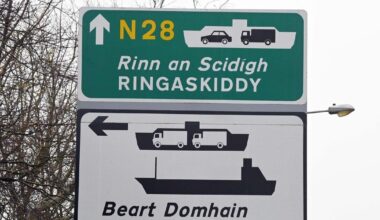 N28
Rinn an Scidigh
RINGASKIDDY
Beart Domhain